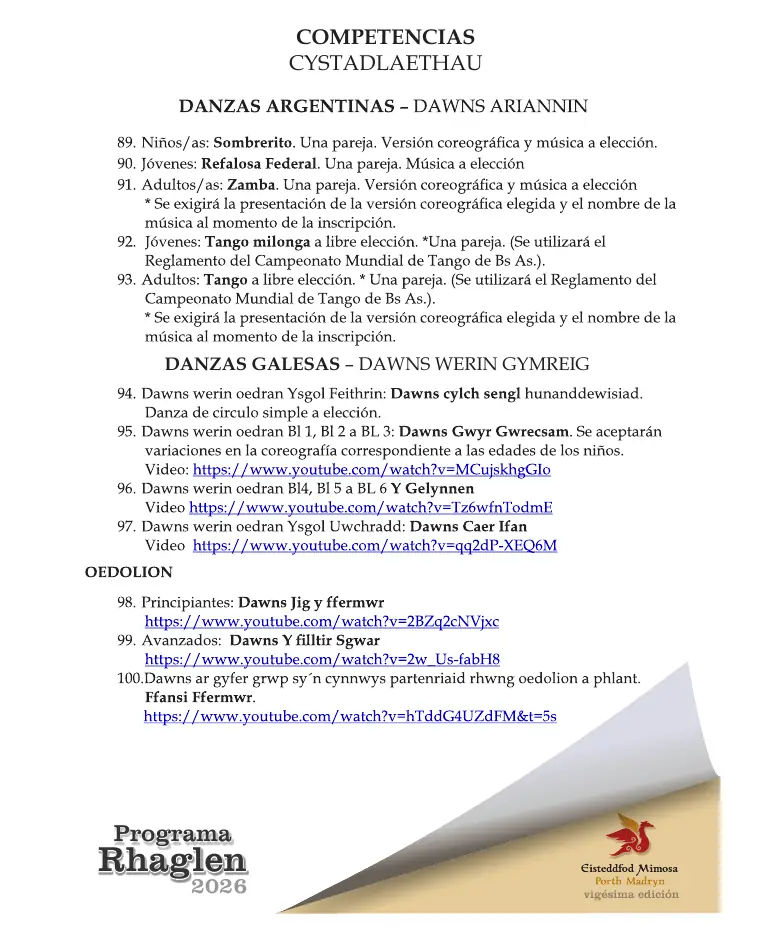 COMPETENCIAS
CYSTADLAETHAU
DANZAS ARGENTINAS – DAWNS ARIANNIN
89. Niños/as: Sombrerito. Una pareja. Versión coreográfica y música a elección.
90. Jóvenes: Refalosa Federal. Una pareja. Música a elección
91. Adultos/as: Zamba. Una pareja. Versión coreográfica y música a elección
* Se exigirá la presentación de la versión coreográfica elegida y el nombre de la
música al momento de la inscripción.
92. Jóvenes: Tango milonga a libre elección. *Una pareja. (Se utilizará el
Reglamento del Campeonato Mundial de Tango de Bs As.).
93. Adultos: Tango a libre elección. * Una pareja. (Se utilizará el Reglamento del
Campeonato Mundial de Tango de Bs As.).
* Se exigirá la presentación de la versión coreográfica elegida y el nombre de la
música al momento de la inscripción.
DANZAS GALESAS – DAWNS WERIN GYMREIG
94. Dawns werin oedran Ysgol Feithrin: Dawns cylch sengl hunanddewisiad.
Danza de circulo simple a elección.
95. Dawns werin oedran Bl 1, Bl 2 a BL 3: Dawns Gwyr Gwrecsam. Se aceptarán
variaciones en la coreografía correspondiente a las edades de los niños.
Video: https://www.youtube.com/watch?v=MCujskhgGIo
96. Dawns werin oedran Bl4, Bl 5 a BL 6 Y Gelynnen
Video https://www.youtube.com/watch?v=Tz6wfnTodmE
97. Dawns werin oedran Ysgol Uwchradd: Dawns Caer Ifan
Video https://www.youtube.com/watch?v=qq2dP-XEQ6M
OEDOLION
98. Principiantes: Dawns Jig y ffermwr
https://www.youtube.com/watch?v=2BZq2cNVjxc
99. Avanzados: Dawns Y filltir Sgwar
https://www.youtube.com/watch?v=2w_Us-fabH8
100.Dawns ar gyfer grwp sy´n cynnwys partenriaid rhwng oedolion a phlant.
Ffansi Ffermwr.
https://www.youtube.com/watch?v=hTddG4UZdFM&t=5s
Programa
Rhaglen
2026
Eisteddfod Mimosa
Porth Madryn
vigésima edición